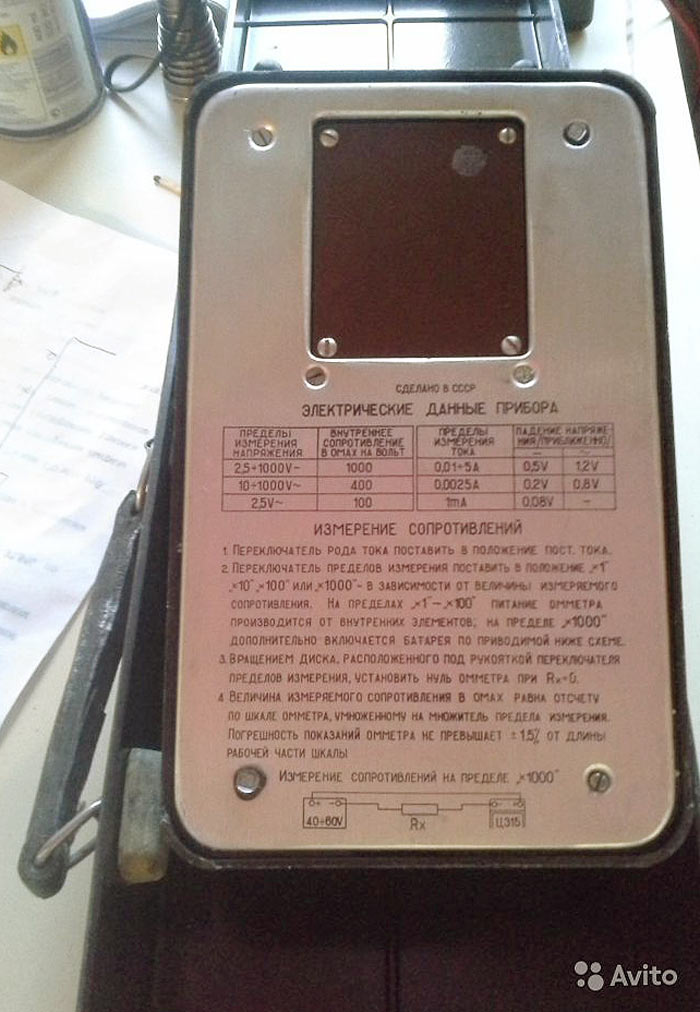 СДЕЛАНО В СССР
ЭЛЕКТРИЧЕСКИЕ ДАННЫЕ ПРИБОРА
ПРЕДЕЛЫ ИЗМЕРЕНИЯ НАПРЯЖЕНИЯ ВНУТРЕННЕЕ СОПРОТИВЛЕНИЕ В ОМАХ НА ВОЛЬТ ПРЕДЕЛЫ ИЗМЕРЕНИЯ ТОКА ПАДЕНИЕ НАПРЯЖЕ-НИЯ/ПРИБЛИЖЕННО/
— ~
2,5÷1000V– 1000 0,01÷5A 0,5V 1,2V
10÷1000V~ 400 0,0025A 0,2V 0,8V
2,5V~ 100 1mA 0,08V –
ИЗМЕРЕНИЕ СОПРОТИВЛЕНИЙ
1. ПЕРЕКЛЮЧАТЕЛЬ РОДА ТОКА ПОСТАВИТЬ В ПОЛОЖЕНИЕ ПОСТ. ТОКА.
2. ПЕРЕКЛЮЧАТЕЛЬ ПРЕДЕЛОВ ИЗМЕРЕНИЯ ПОСТАВИТЬ В ПОЛОЖЕНИЕ „×1"
„×10",„×100" ИЛИ „×1000"- В ЗАВИСИМОСТИ ОТ ВЕЛИЧИНЫ ИЗМЕРЯЕМОГО
СОПРОТИВЛЕНИЯ. НА ПРЕДЕЛАХ „×1"—„×100" ПИТАНИЕ ОММЕТРА
ПРОИЗВОДИТСЯ ОТ ВНУТРЕННИХ ЭЛЕМЕНТОВ; НА ПРЕДЕЛЕ „×1000"
ДОПОЛНИТЕЛЬНО ВКЛЮЧАЕТСЯ БАТАРЕЯ ПО ПРИВОДИМОЙ НИЖЕ СХЕМЕ.
3. ВРАЩЕНИЕМ ДИСКА, РАСПОЛОЖЕННОГО ПОД РУКОЯТКОЙ ПЕРЕКЛЮЧАТЕЛЯ
ПРЕДЕЛОВ ИЗМЕРЕНИЯ, УСТАНОВИТЬ НУЛЬ ОММЕТРА ПРИ Rx=0.
4. ВЕЛИЧИНА ИЗМЕРЯЕМОГО СОПРОТИВЛЕНИЯ В ОМАХ РАВНА ОТСЧЕТУ
ПО ШКАЛЕ ОММЕТРА, УМНОЖЕННОМУ НА МНОЖИТЕЛЬ ПРЕДЕЛА ИЗМЕРЕНИЯ.
ПОГРЕШНОСТЬ ПОКАЗАНИЙ ОММЕТРА НЕ ПРЕВЫШАЕТ ±1,5% ОТ ДЛИНЫ
РАБОЧЕЙ ЧАСТИ ШКАЛЫ
ИЗМЕРЕНИЕ СОПРОТИВЛЕНИЙ НА ПРЕДЕЛЕ „×1000"
+ − − +
40÷60V Rx Ц315
Avito